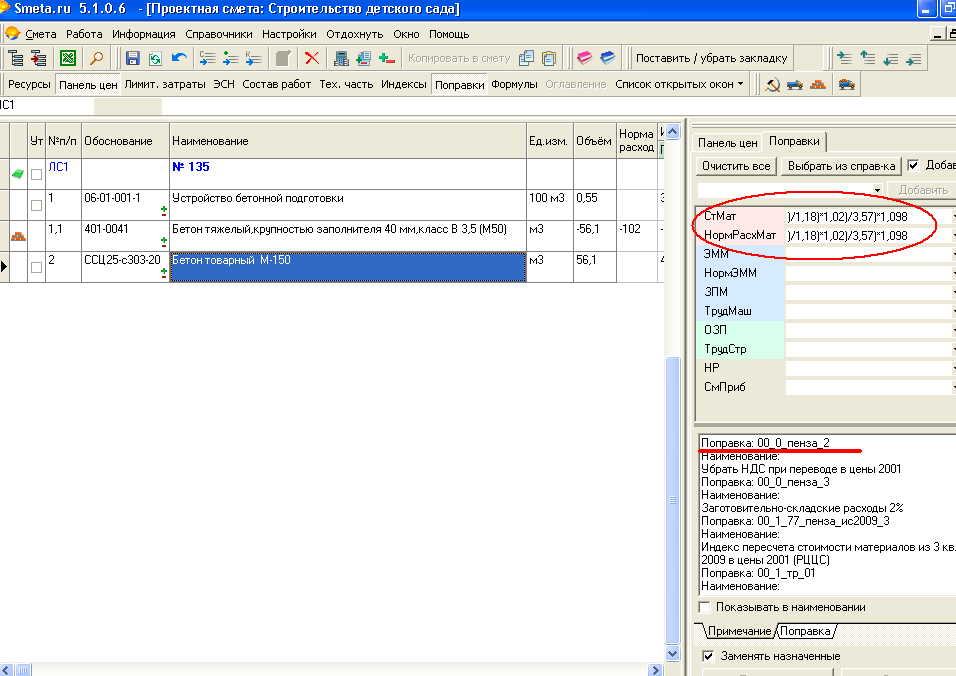 Smeta.ru 5.1.0.6 - [Проектная смета: Строительство детского сада]
Смета Работа Информация Справочники Настройки Отдохнуть Окно Помощь
Копировать в смету Поставить / убрать закладку
Ресурсы Панель цен Лимит. затраты ЭСН Состав работ Тех. часть Индексы Поправки Формулы Оглавление Список открытых окон
ЛС1
Ут №п/п Обоснование Наименование Ед.изм. Объём Норма расход
ЛС1 № 135
1 06-01-001-1 Устройство бетонной подготовки 100 м3 0,55
1,1 401-0041 Бетон тяжелый,крупностью заполнителя 40 мм,класс В 3,5 (М50) м3 -56,1 -102
2 ССЦ25-с303-20 Бетон товарный М-150 м3 56,1
Панель цен Поправки
Очистить все Выбрать из справ-ка Добав
Добавить
СтМат )/1,18)*1,02)/3,57)*1,098
НормРасхМат )/1,18)*1,02)/3,57)*1,098
ЭММ
НормЭММ
ЗПМ
ТрудМаш
ОЗП
ТрудСтр
НР
СмПриб
Поправка: 00_0_пенза_2
Наименование:
Убрать НДС при переводе в цены 2001
Поправка: 00_0_пенза_3
Наименование:
Заготовительно-складские расходы 2%
Поправка: 00_1_77_пенза_ис2009_3
Наименование:
Индекс пересчета стоимости материалов из 3 кв.
2009 в цены 2001 (РЦЦС)
Поправка: 00_1_тр_01
Наименование:
Показывать в наименовании
Примечание Поправка
Заменять назначенные